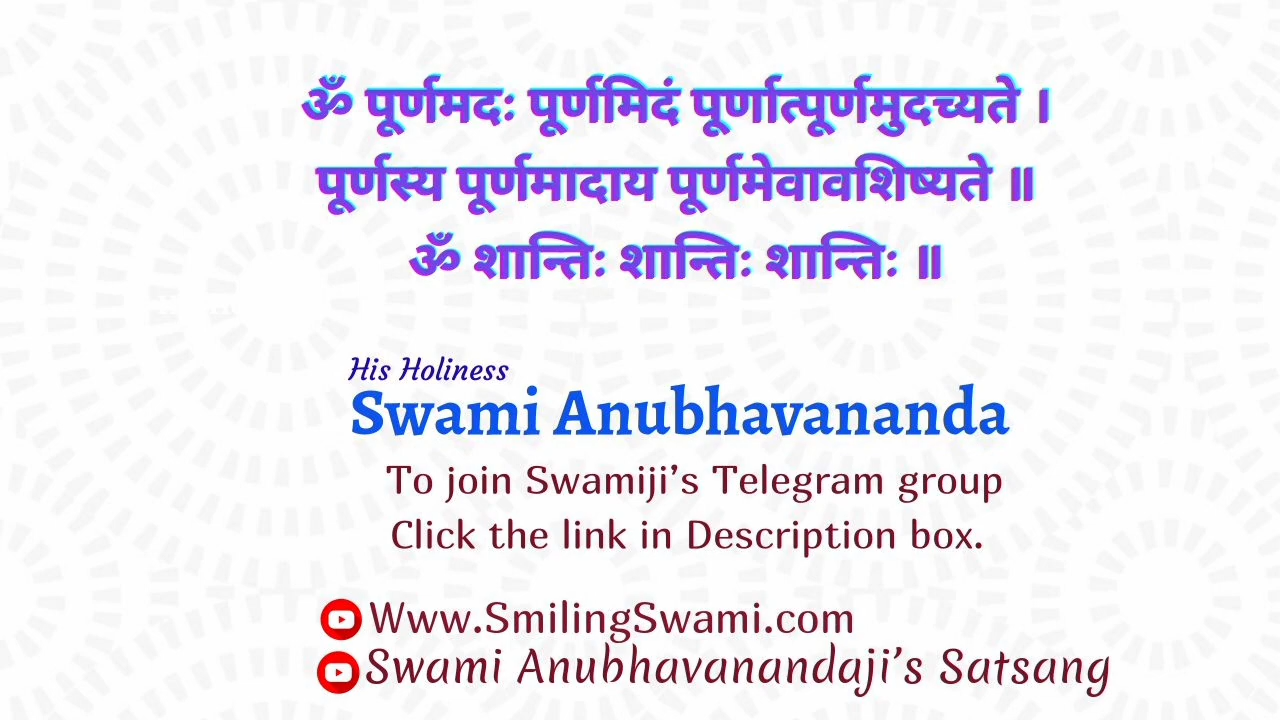 ॐ पूर्णमदः पूर्णमिदं पूर्णात्पूर्णमुदच्यते ।
पूर्णस्य पूर्णमादाय पूर्णमेवावशिष्यते ॥
ॐ शान्तिः शान्तिः शान्तिः ॥
His Holiness
Swami Anubhavananda
To join Swamiji’s Telegram group
Click the link in Description box.
Www.SmilingSwami.com
Swami Anubhavanandaji’s Satsang